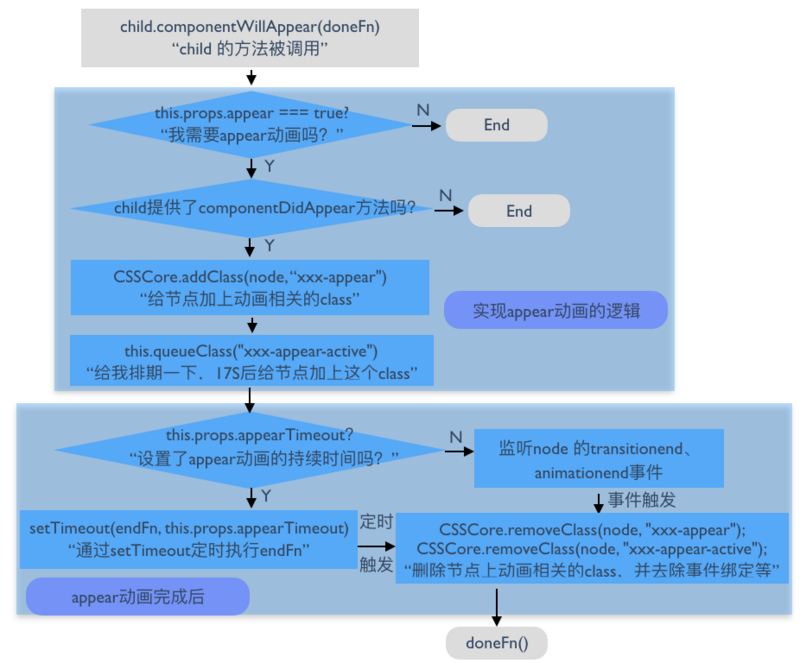 child.componentWillAppear(doneFn)
“child 的方法被调用”
this.props.appear === true?
“我需要appear动画吗？”
N
End
Y
child提供了componentDidAppear方法吗?
N
End
Y
CSSCore.addClass(node,“xxx-appear")
“给节点加上动画相关的class”
实现appear动画的逻辑
this.queueClass("xxx-appear-active")
“给我排期一下．17S后给节点加上这个class”
this.props.appearTimeout?
“设置了appear动画的持续时间吗？”
N
监听node 的transitionend、
animationend事件
Y
事件触发
setTimeout(endFn, this.props.appearTimeout)
“通过setTimeout定时执行endFn”
定时
触发
CSSCore.removeClass(node, "xxx-appear");
CSSCore.removeClass(node, "xxx-appear-active");
“删除节点上动画相关的class．并去除事件绑定等”
appear动画完成后
doneFn()